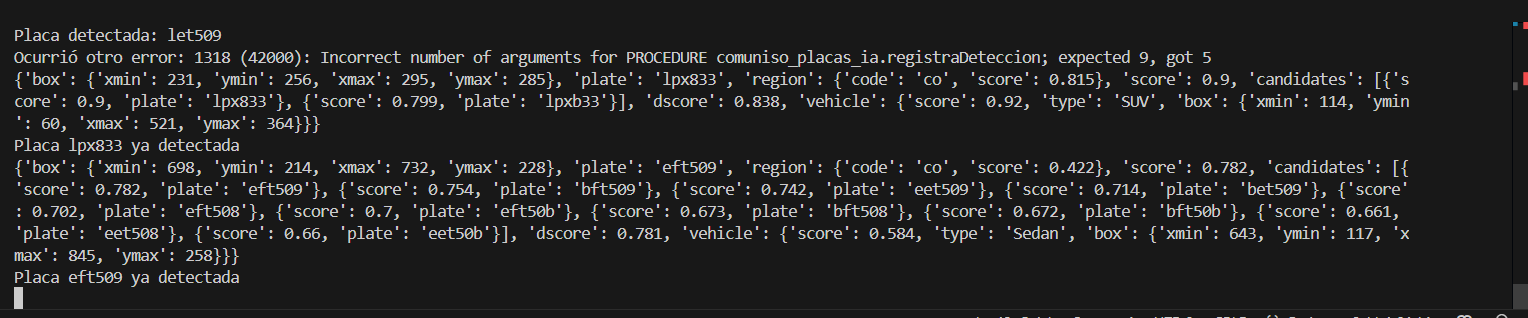 Placa detectada: let509
Ocurrió otro error: 1318 (42000): Incorrect number of arguments for PROCEDURE comuniso_placas_ia.registraDeteccion; expected 9, got 5
{'box': {'xmin': 231, 'ymin': 256, 'xmax': 295, 'ymax': 285}, 'plate': 'lpx833', 'region': {'code': 'co', 'score': 0.815}, 'score': 0.9, 'candidates': [{'s
core': 0.9, 'plate': 'lpx833'}, {'score': 0.799, 'plate': 'lpxb33'}], 'dscore': 0.838, 'vehicle': {'score': 0.92, 'type': 'SUV', 'box': {'xmin': 114, 'ymin
': 60, 'xmax': 521, 'ymax': 364}}}
Placa lpx833 ya detectada
{'box': {'xmin': 698, 'ymin': 214, 'xmax': 732, 'ymax': 228}, 'plate': 'eft509', 'region': {'code': 'co', 'score': 0.422}, 'score': 0.782, 'candidates': [{
'score': 0.782, 'plate': 'eft509'}, {'score': 0.754, 'plate': 'bft509'}, {'score': 0.742, 'plate': 'eet509'}, {'score': 0.714, 'plate': 'bet509'}, {'score'
: 0.702, 'plate': 'eft508'}, {'score': 0.7, 'plate': 'eft50b'}, {'score': 0.673, 'plate': 'bft508'}, {'score': 0.672, 'plate': 'bft50b'}, {'score': 0.661,
'plate': 'eet508'}, {'score': 0.66, 'plate': 'eet50b'}], 'dscore': 0.781, 'vehicle': {'score': 0.584, 'type': 'Sedan', 'box': {'xmin': 643, 'ymin': 117, 'x
max': 845, 'ymax': 258}}}
Placa eft509 ya detectada